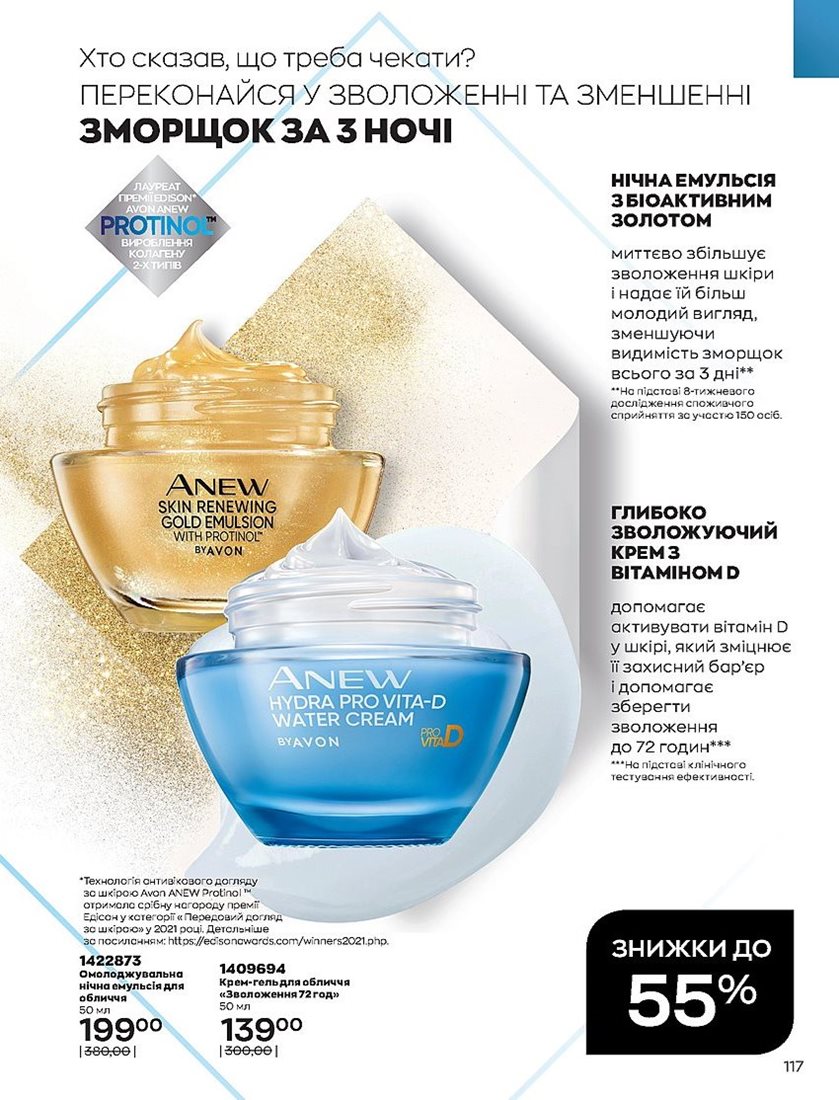 Хто сказав, що треба чекати?
ПЕРЕКОНАЙСЯ У ЗВОЛОЖЕННІ ТА ЗМЕНШЕННІ
ЗМОРЩОК ЗА 3 НОЧІ
ЛАУРЕАТ
ПРЕМІЇ EDISON*
AVON ANEW
PROTINOL™
ВИРОБЛЕННЯ
КОЛАГЕНУ
2-Х ТИПІВ
НІЧНА ЕМУЛЬСІЯ
З БІОАКТИВНИМ
ЗОЛОТОМ
миттєво збільшує
зволоження шкіри
і надає їй більш
молодий вигляд,
зменшуючи
видимість зморщок
всього за 3 дні**
**На підставі 8-тижневого
дослідження споживчого
сприйняття за участю 150 осіб.
ANEW
SKIN RENEWING
GOLD EMULSION
WITH PROTINOL™
BY AVON
ГЛИБОКО
ЗВОЛОЖУЮЧИЙ
КРЕМ З
ВІТАМІНОМ D
допомагає
активувати вітамін D
у шкірі, який зміцнює
її захисний бар’єр
і допомагає
зберегти
зволоження
до 72 годин***
***На підставі клінічного
тестування ефективності.
ANEW
HYDRA PRO VITA-D
WATER CREAM
BY AVON
PRO
VITA D
*Технологія антивікового догляду
за шкірою Avon ANEW Protinol ™
отримала срібну нагороду премії
Едісон у категорії «Передовий догляд
за шкірою» у 2021 році. Детальніше
за посиланням: https://edisonawards.com/winners2021.php.
1422873
Омолоджувальна
нічна емульсія для
обличчя
50 мл
199⁰⁰
|380,00|
1409694
Крем-гель для обличчя
«Зволоження 72 год»
50 мл
139⁰⁰
|300,00|
ЗНИЖКИ ДО
55%
117